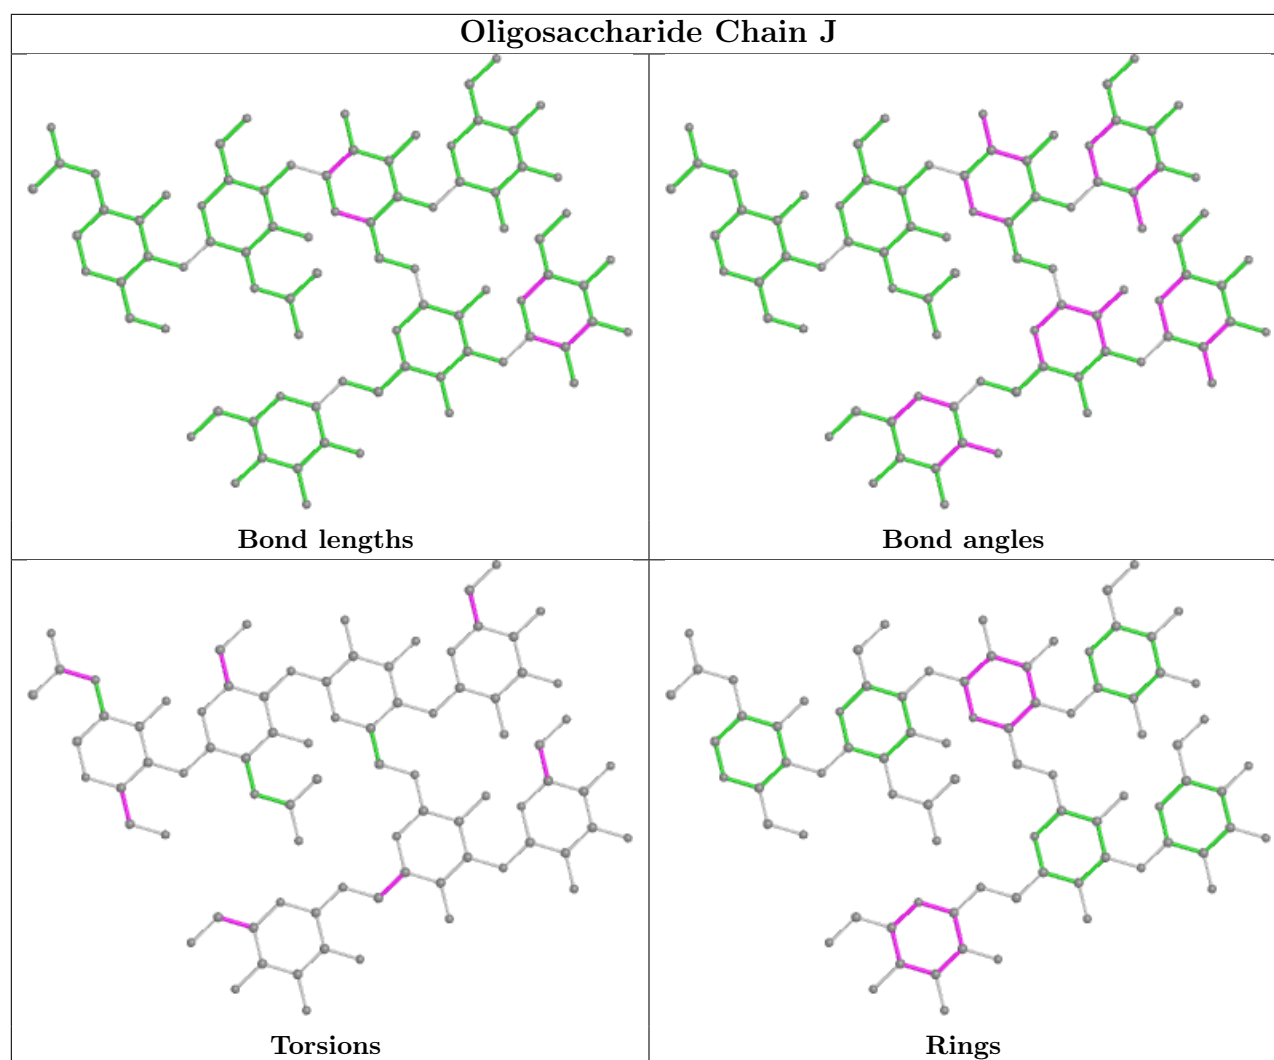 Oligosaccharide Chain J
Bond lengths
Bond angles
Torsions
Rings